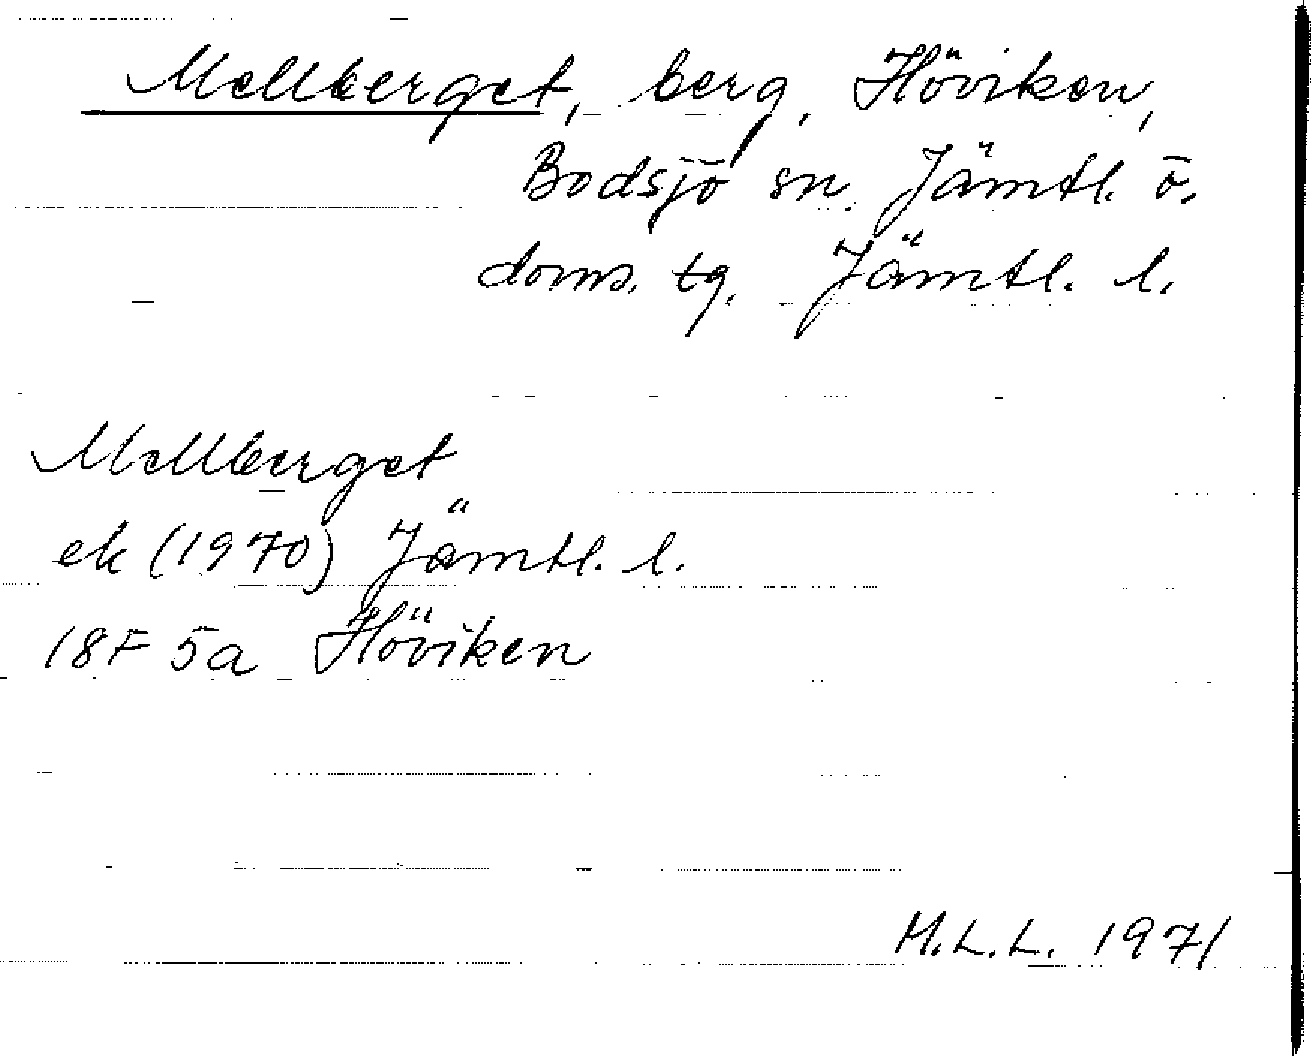 Mellberget, berg, Höviken,
Bodsjö sn. Jämtl. ö.
doms. tg. Jämtl. l.
Mellberget
ek (1970) Jämtl. l.
18F 5a Höviken
M.L.L. 1971